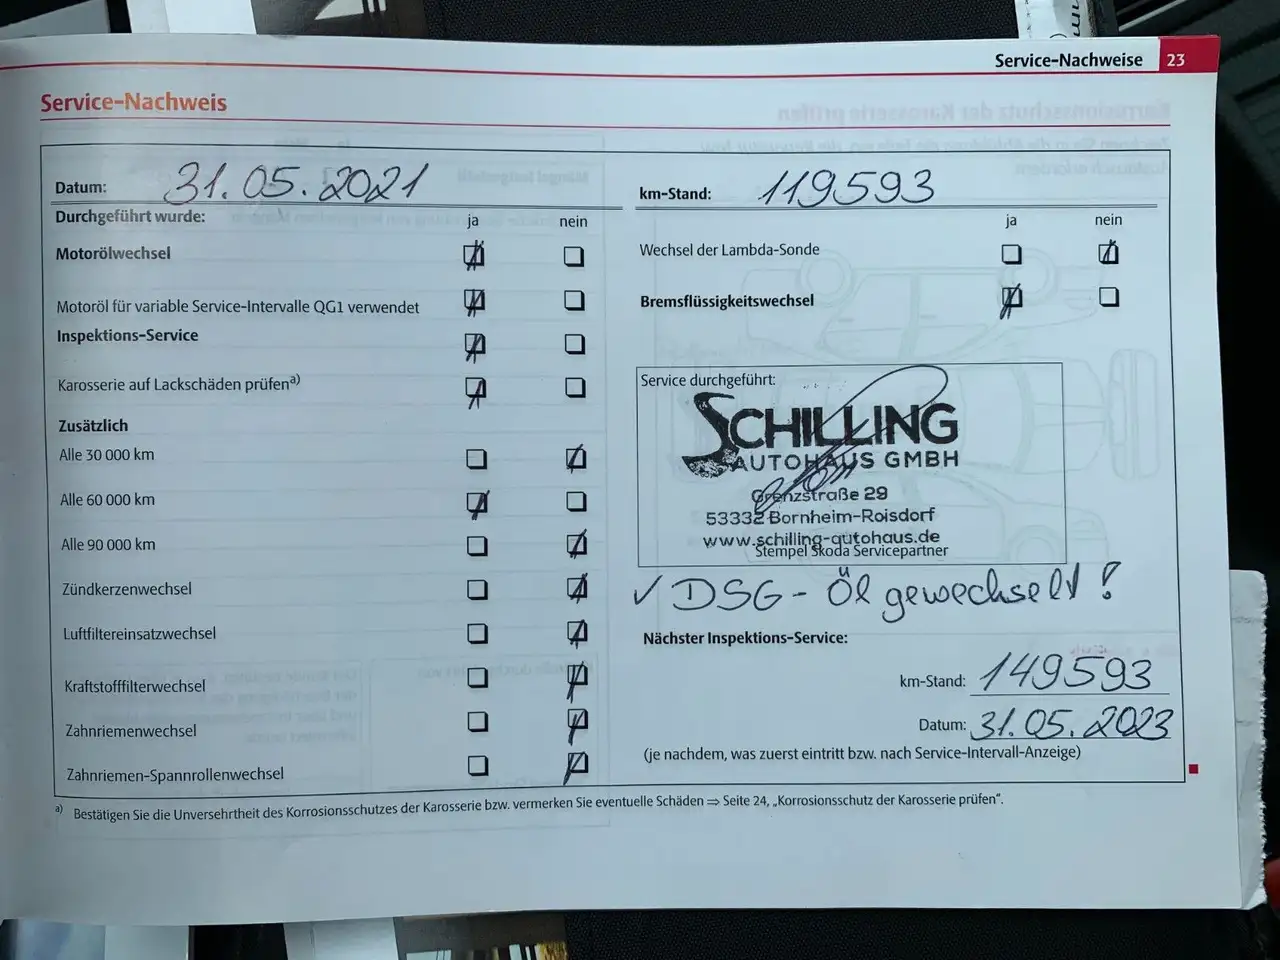 Service-Nachweise 23
Service-Nachweis
Datum: 31.05.2021
km-Stand: 119593
Durchgeführt wurde: ja nein
ja nein
Motorölwechsel
Wechsel der Lambda-Sonde
Motoröl für variable Service-Intervalle QG1 verwendet
Bremsflüssigkeitswechsel
Inspektions-Service
Karosserie auf Lackschäden prüfen a)
Zusätzlich
Alle 30 000 km
Alle 60 000 km
Alle 90 000 km
Zündkerzenwechsel
Luftfiltereinsatzwechsel
Kraftstofffilterwechsel
Zahnriemenwechsel
Zahnriemen-Spannrollenwechsel
Service durchgeführt:
SCHILLING
AUTOHAUS GMBH
Grenzstraße 29
53332 Bornheim-Roisdorf
www.schilling-autohaus.de
Stempel Skoda Servicepartner
✓ DSG - Öl gewechselt!
Nächster Inspektions-Service:
km-Stand: 149593
Datum: 31.05.2023
(je nachdem, was zuerst eintritt bzw. nach Service-Intervall-Anzeige)
a) Bestätigen Sie die Unversehrtheit des Korrosionsschutzes der Karosserie bzw. vermerken Sie eventuelle Schäden ⇒ Seite 24, „Korrosionsschutz der Karosserie prüfen“.